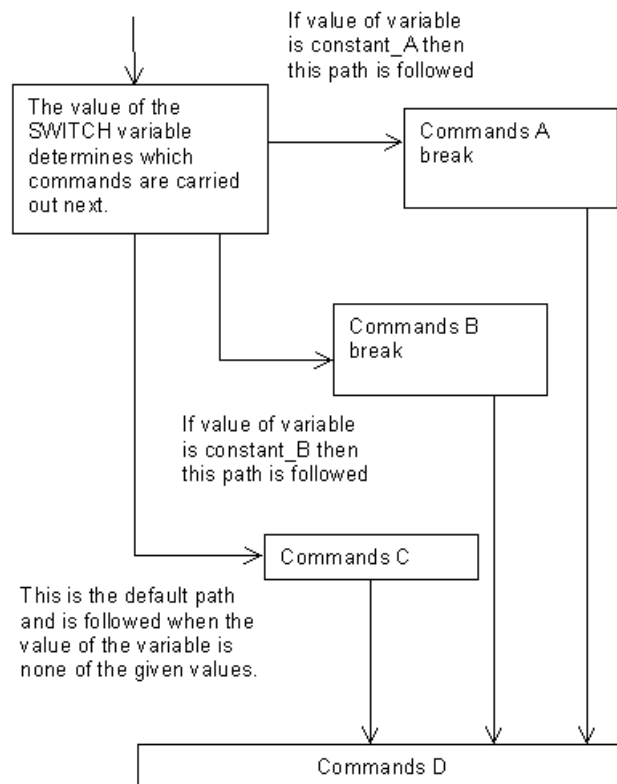 If value of variable
is constant_A then
this path is followed
The value of the
SWITCH variable
determines which
commands are carried
out next.
Commands A
break
Commands B
break
If value of variable
is constant_B then
this path is followed
Commands C
This is the default path
and is followed when the
value of the variable is
none of the given values.
Commands D